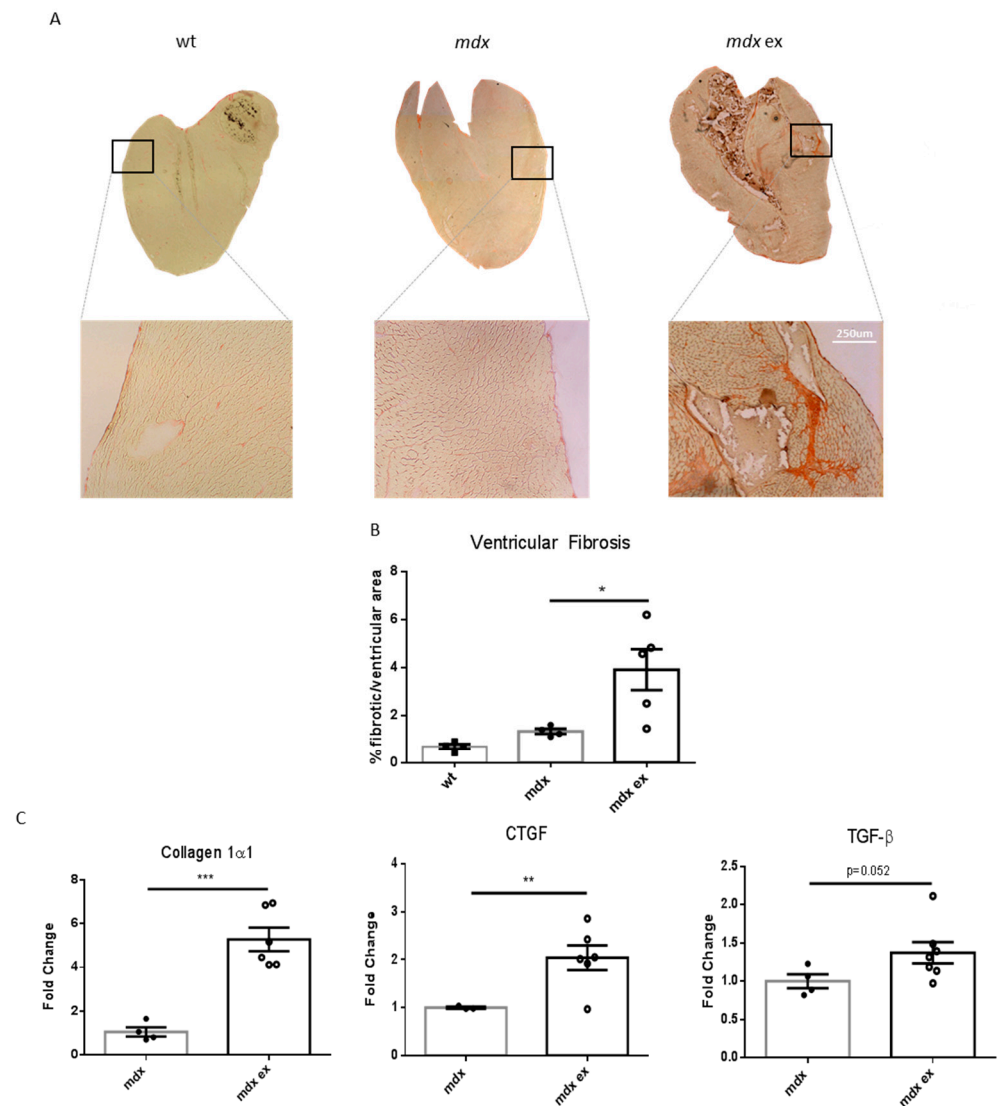 A
wt
mdx
mdx ex
250um
B
Ventricular Fibrosis
% fibrotic/ventricular area
8
6
4
2
0
*
wt
mdx
mdx ex
C
Collagen 1α1
Fold Change
8
6
4
2
0
***
mdx
mdx ex
CTGF
Fold Change
4
3
2
1
0
**
mdx
mdx ex
TGF-β
Fold Change
2.5
2.0
1.5
1.0
0.5
0.0
p=0.052
mdx
mdx ex